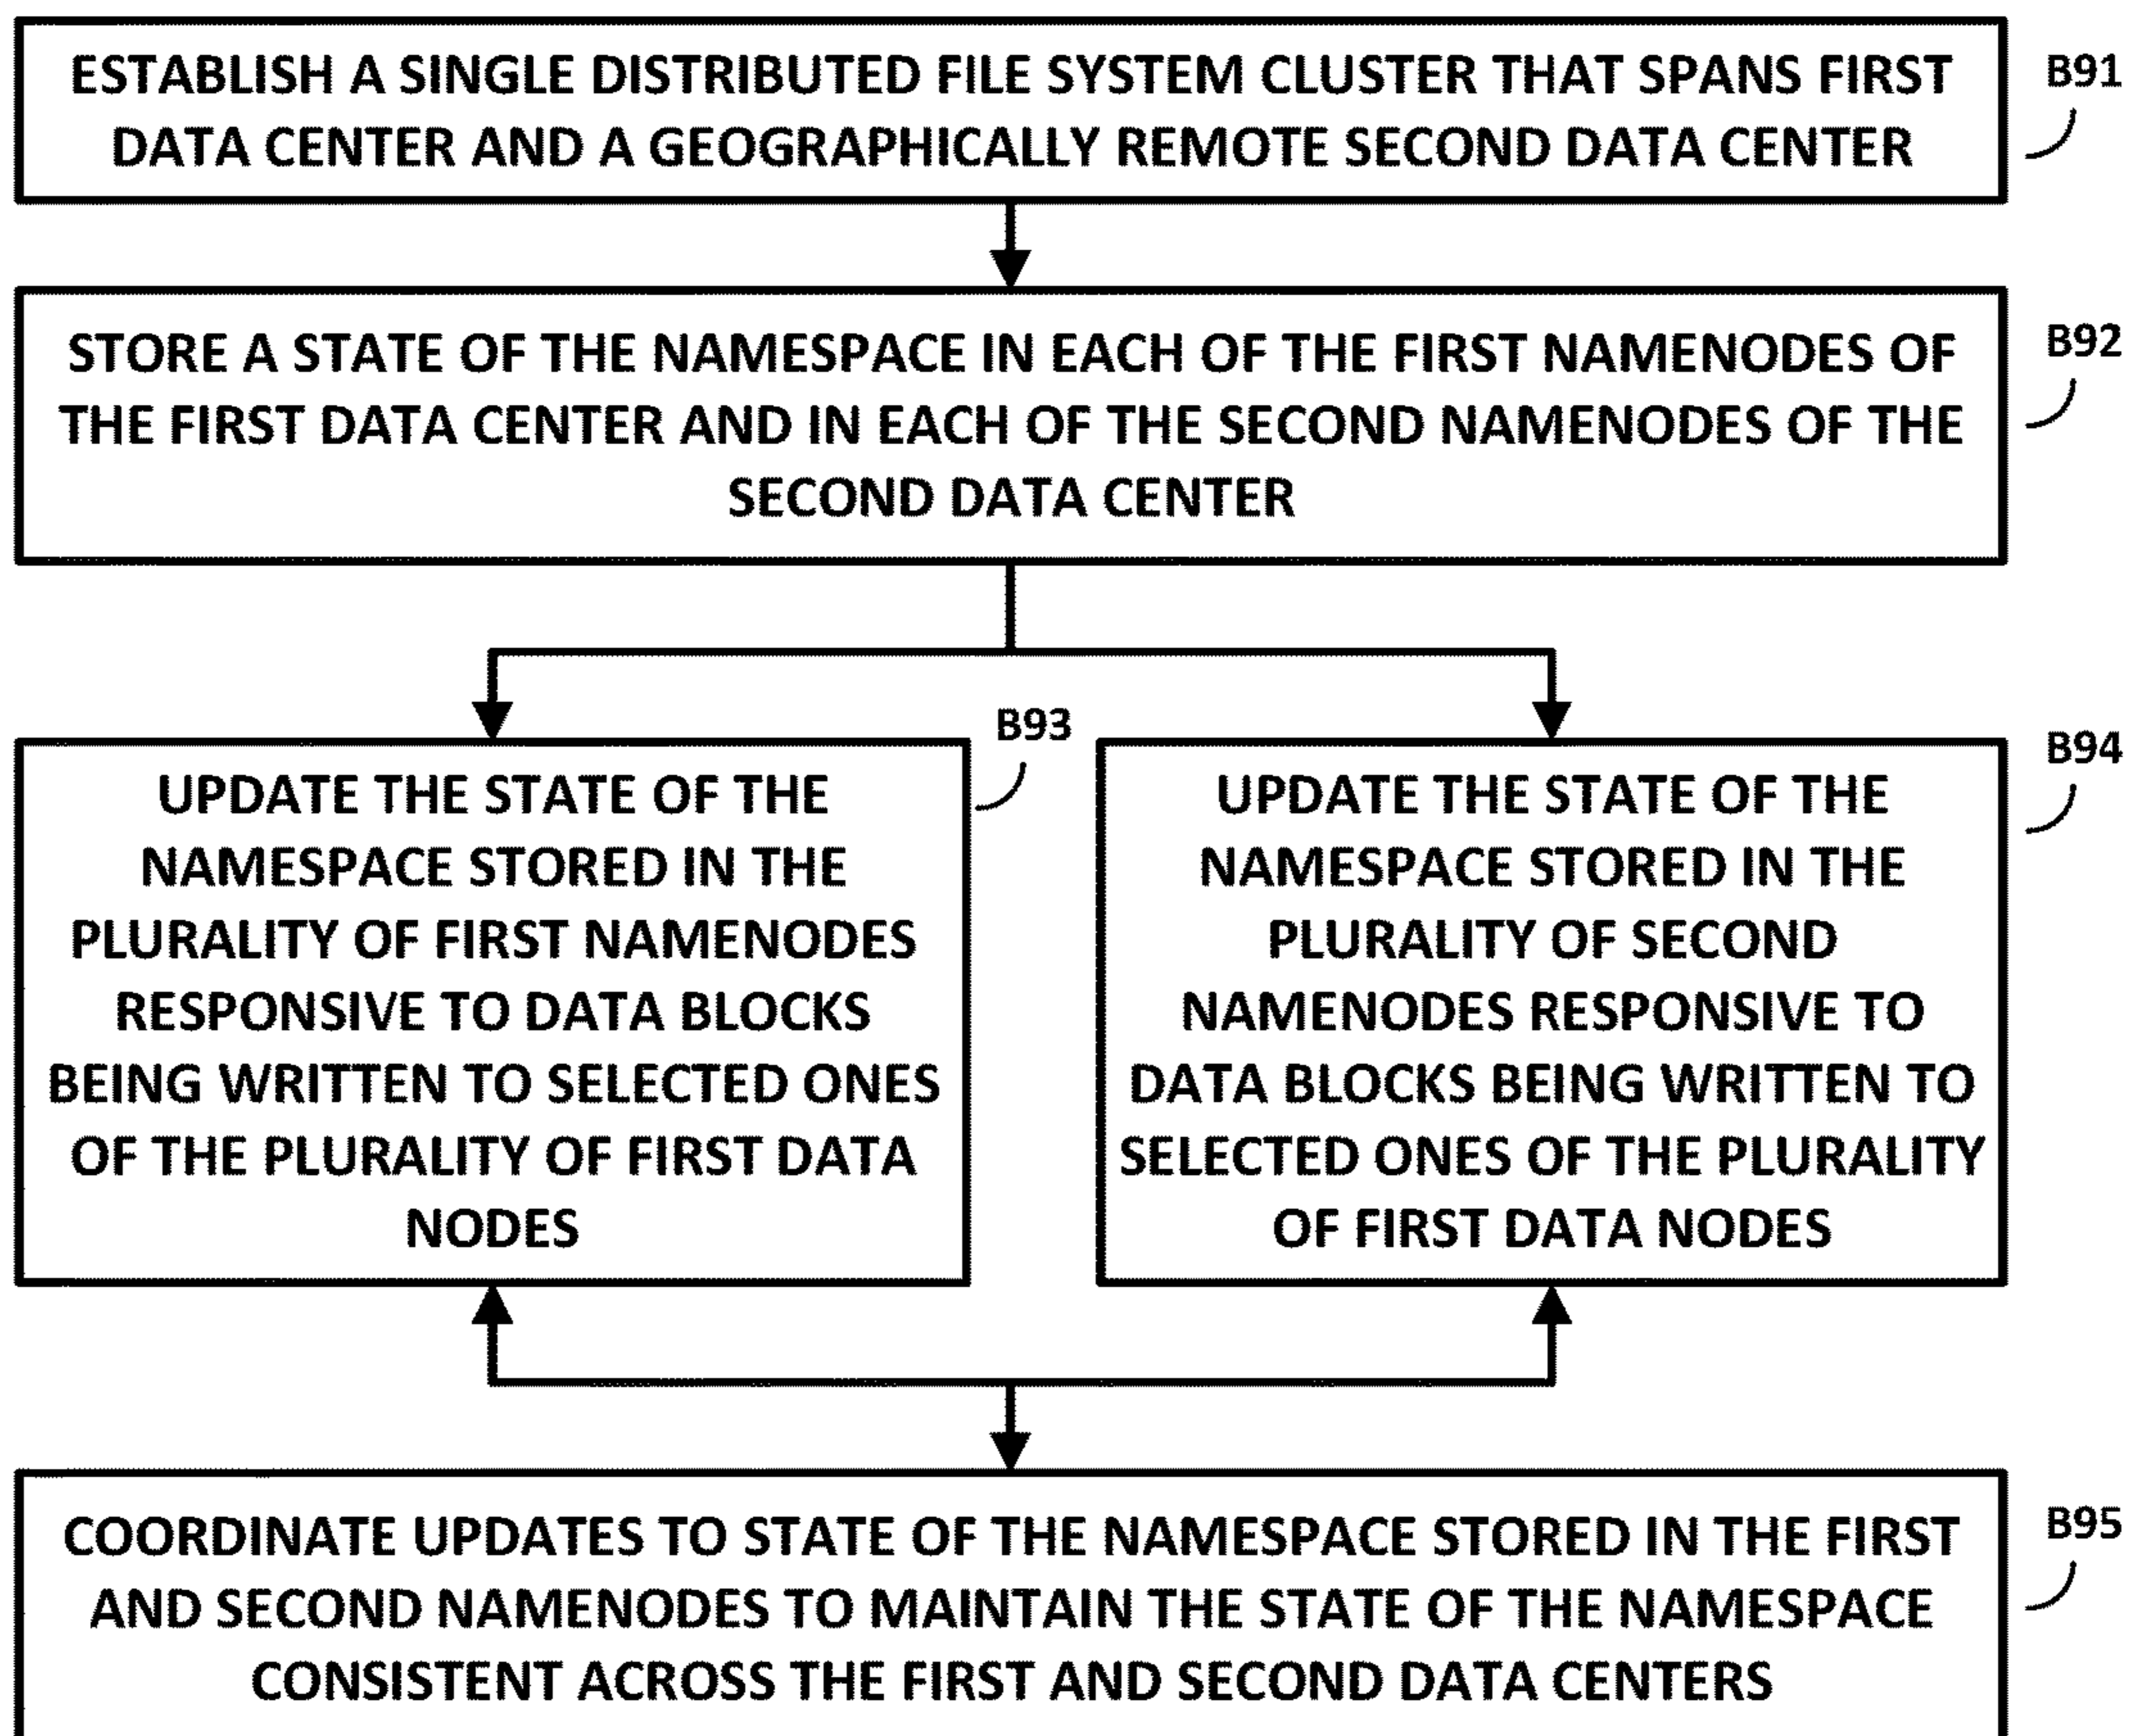 ESTABLISH A SINGLE DISTRIBUTED FILE SYSTEM CLUSTER THAT SPANS FIRST
DATA CENTER AND A GEOGRAPHICALLY REMOTE SECOND DATA CENTER
B91
STORE A STATE OF THE NAMESPACE IN EACH OF THE FIRST NAMENODES OF
THE FIRST DATA CENTER AND IN EACH OF THE SECOND NAMENODES OF THE
SECOND DATA CENTER
B92
UPDATE THE STATE OF THE
NAMESPACE STORED IN THE
PLURALITY OF FIRST NAMENODES
RESPONSIVE TO DATA BLOCKS
BEING WRITTEN TO SELECTED ONES
OF THE PLURALITY OF FIRST DATA
NODES
B93
UPDATE THE STATE OF THE
NAMESPACE STORED IN THE
PLURALITY OF SECOND
NAMENODES RESPONSIVE TO
DATA BLOCKS BEING WRITTEN TO
SELECTED ONES OF THE PLURALITY
OF FIRST DATA NODES
B94
COORDINATE UPDATES TO STATE OF THE NAMESPACE STORED IN THE FIRST
AND SECOND NAMENODES TO MAINTAIN THE STATE OF THE NAMESPACE
CONSISTENT ACROSS THE FIRST AND SECOND DATA CENTERS
B95